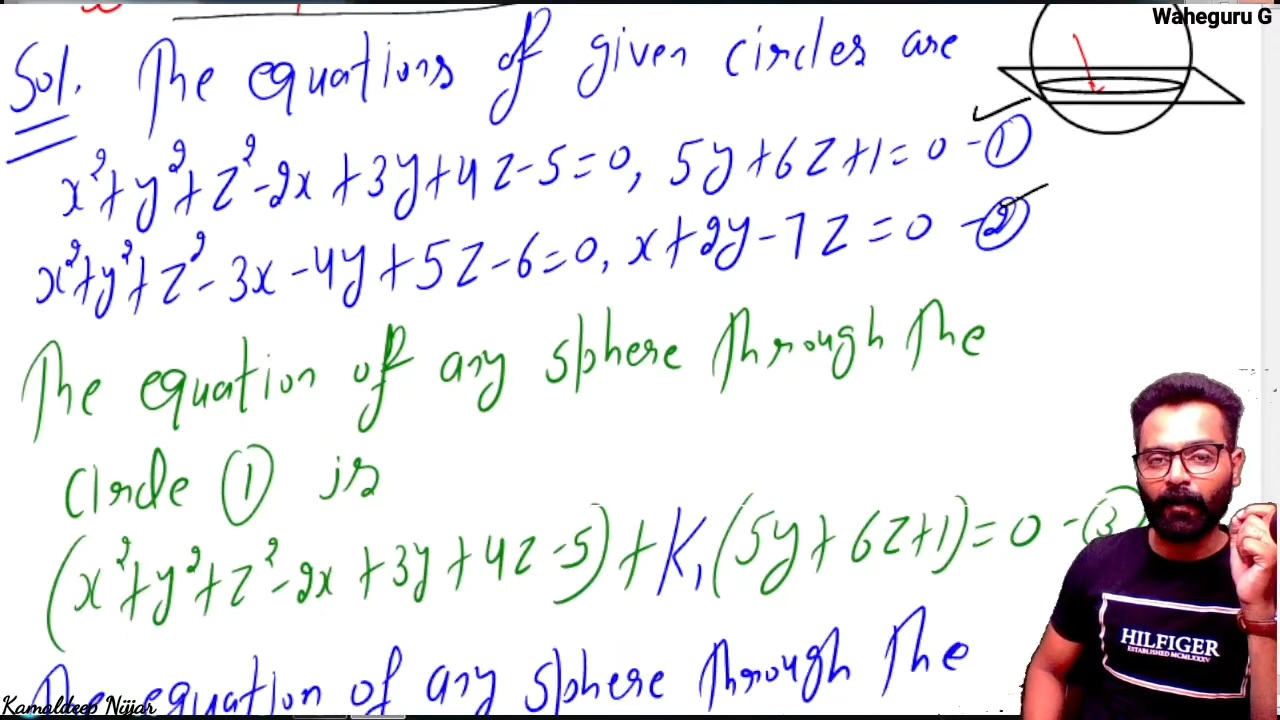 Waheguru G
Sol. The equations of given circles are
x²+y²+z²-2x+3y+4z-5=0, 5y+6z+1=0 -①
x²+y²+z²-3x-4y+5z-6=0, x+2y-7z=0 -②
The equation of any sphere through the
circle ① is
(x²+y²+z²-2x+3y+4z-5)+K₁(5y+6z+1)=0 -③
The equation of any sphere through the
HILFIGER
ESTABLISHED MCMLXXXV
Kamaldeep Nijjar